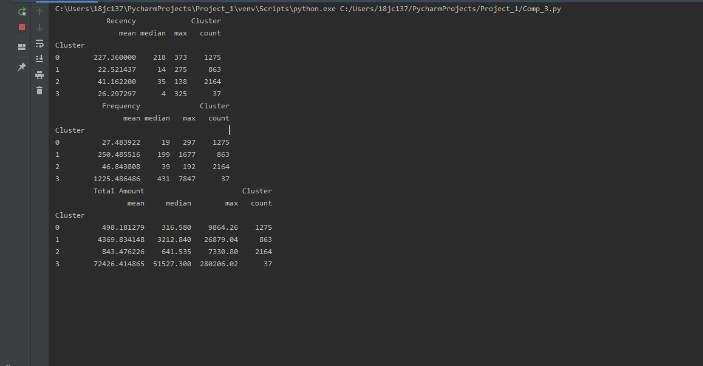 C:\Users\18jc137\PycharmProjects\Project_1\venv\Scripts\python.exe C:/Users/18jc137/PycharmProjects/Project_1/Comp_3.py
Recency Cluster
mean median max count
Cluster
0 227.360000 218 373 1275
1 22.521437 14 275 863
2 41.162200 35 138 2164
3 26.297297 4 325 37
Frequency Cluster
mean median max count
Cluster
0 27.483922 19 297 1275
1 250.485516 199 1677 863
2 46.843808 39 192 2164
3 1225.486486 431 7847 37
Total Amount Cluster
mean median max count
Cluster
0 498.181279 316.580 9864.26 1275
1 4369.834148 3212.840 26879.04 863
2 843.476226 641.535 7330.80 2164
3 72426.414865 51527.300 280206.02 37